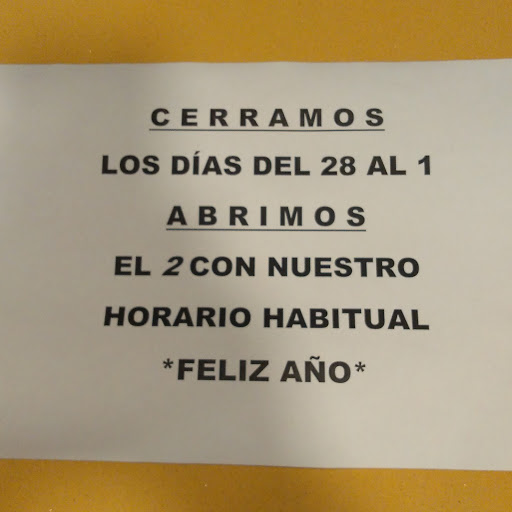 CERRAMOS
LOS DÍAS DEL 28 AL 1
ABRIMOS
EL 2 CON NUESTRO
HORARIO HABITUAL
*FELIZ AÑO*